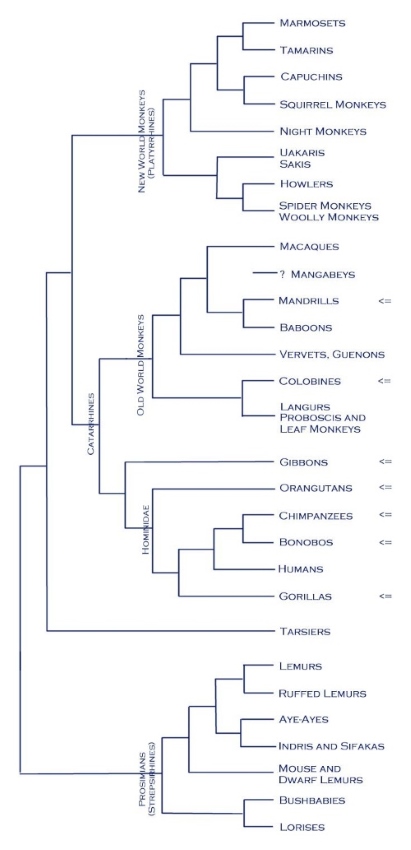 MARMOSETS
TAMARINS
CAPUCHINS
SQUIRREL MONKEYS
NIGHT MONKEYS
UAKARIS
SAKIS
HOWLERS
SPIDER MONKEYS
WOOLLY MONKEYS
NEW WORLD MONKEYS
(PLATYRRHINES)
MACAQUES
? MANGABEYS
MANDRILLS <=
BABOONS
VERVETS, GUENONS
COLOBINES <=
LANGURS
PROBOSCIS AND
LEAF MONKEYS
OLD WORLD MONKEYS
CATARRHINES
GIBBONS <=
ORANGUTANS <=
CHIMPANZEES <=
BONOBOS <=
HUMANS
GORILLAS <=
HOMINIDAE
TARSIERS
LEMURS
RUFFED LEMURS
AYE-AYES
INDRIS AND SIFAKAS
MOUSE AND
DWARF LEMURS
BUSHBABIES
LORISES
PROSIMIANS
(STREPSIRHINES)